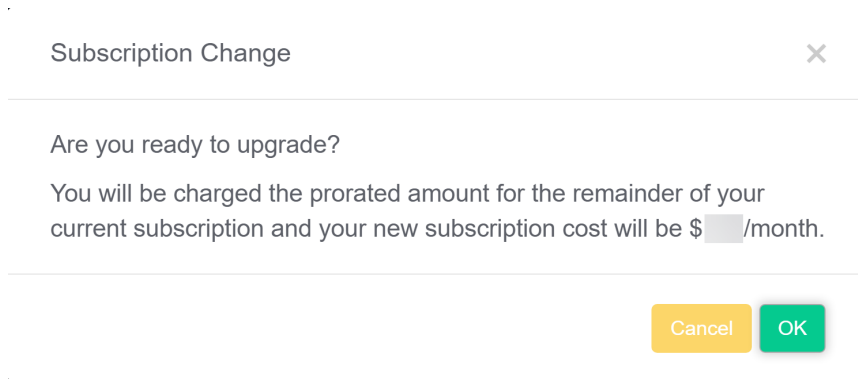 Subscription Change
Are you ready to upgrade?
You will be charged the prorated amount for the remainder of your
current subscription and your new subscription cost will be $ /month.
Cancel OK